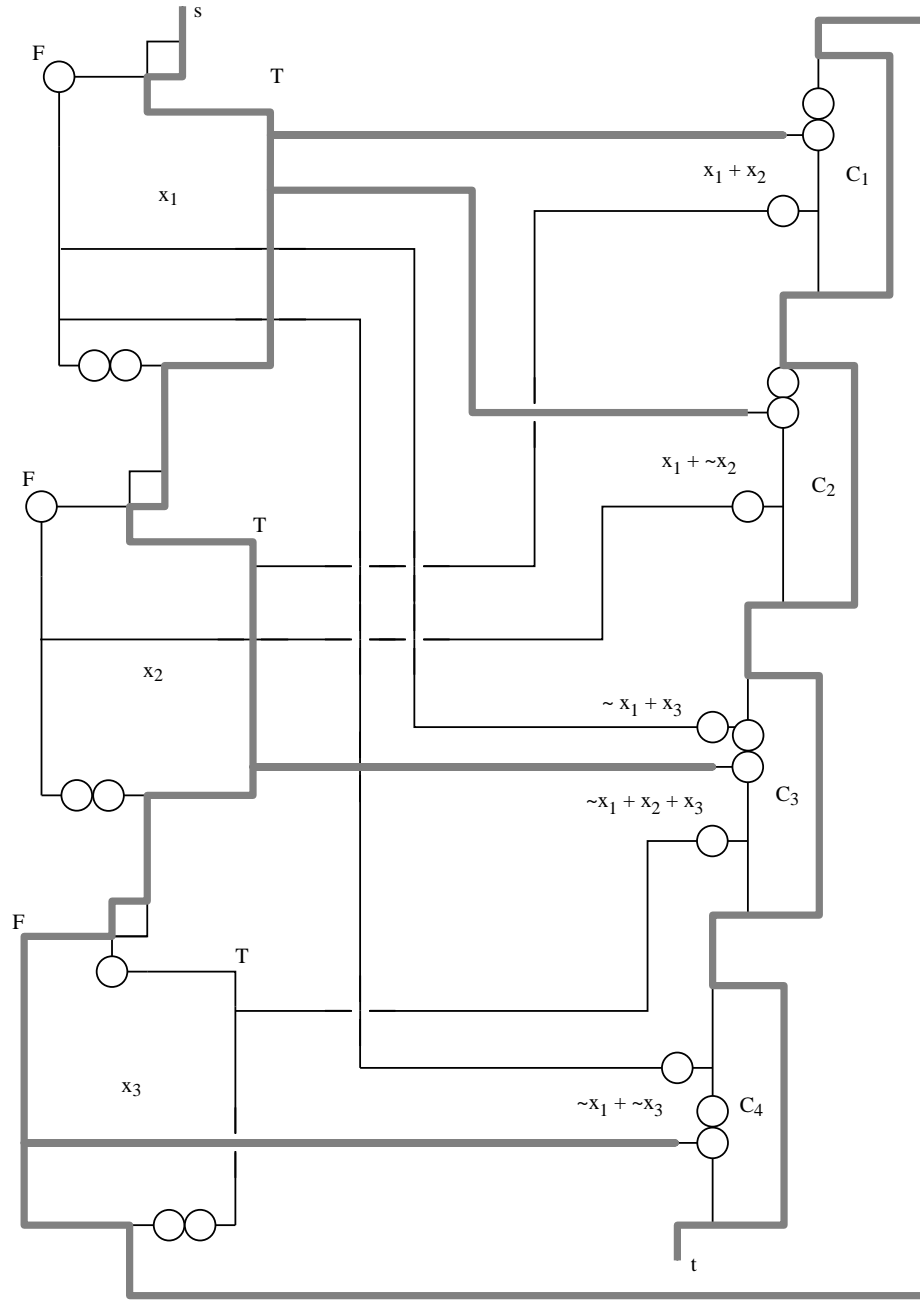 s
F
T
x1
x1 + x2
C1
F
T
x1 + ~x2
C2
x2
~ x1 + x3
~x1 + x2 + x3
C3
F
T
x3
~x1 + ~x3
C4
t